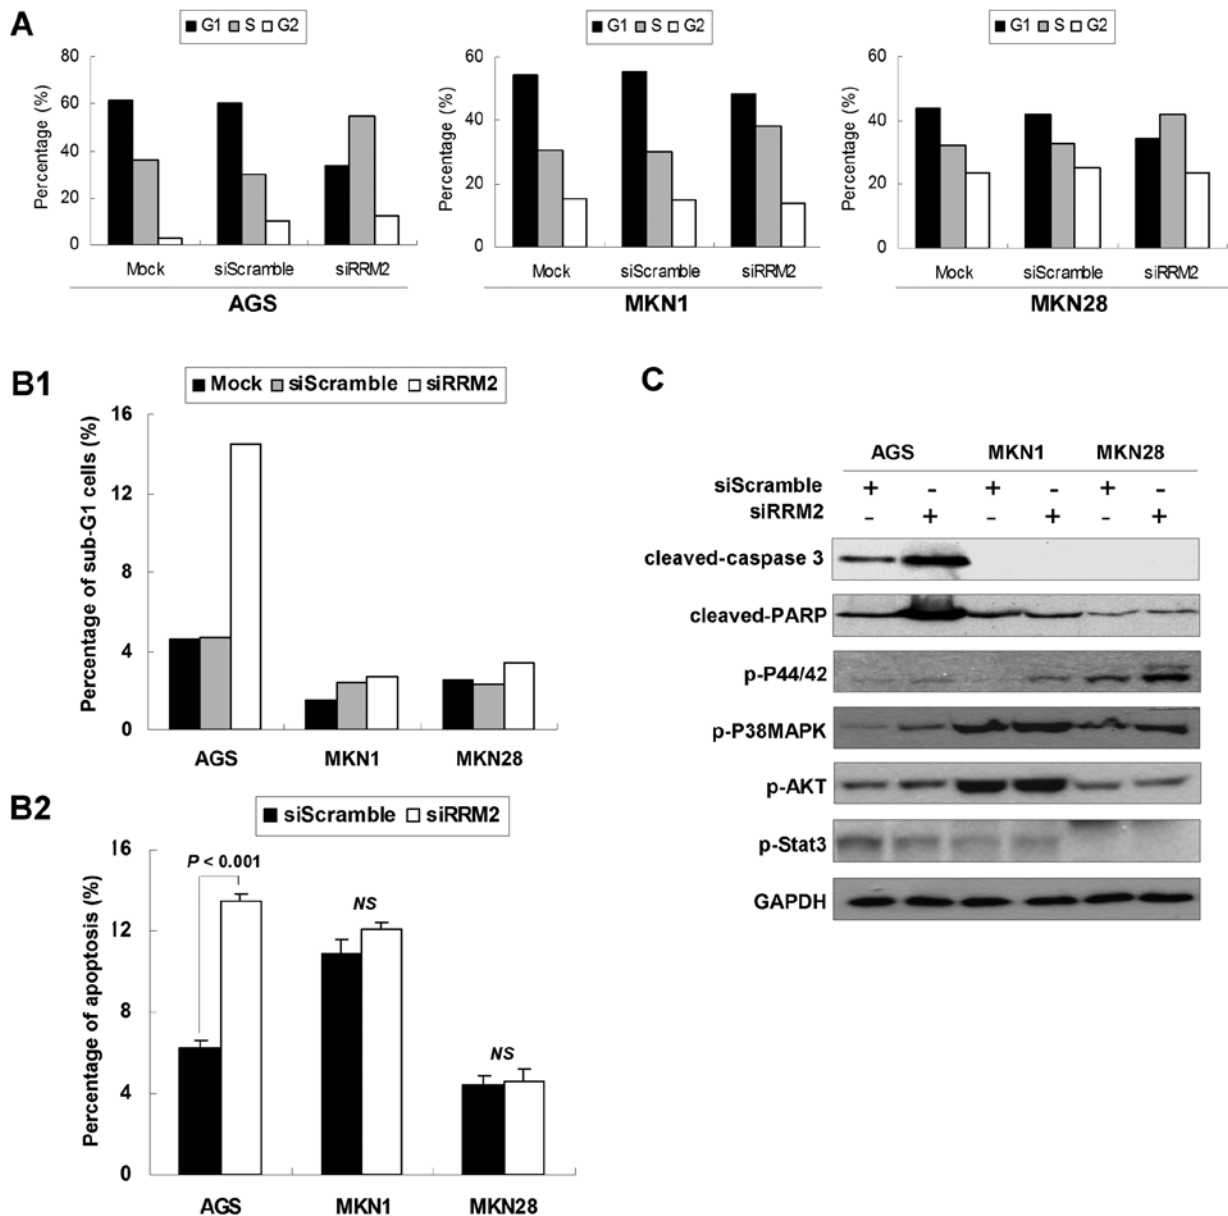 A
G1 S G2
Percentage (%)
80
60
40
20
0
Mock siScramble siRRM2
AGS
G1 S G2
Percentage (%)
60
40
20
0
Mock siScramble siRRM2
MKN1
G1 S G2
Percentage (%)
60
40
20
0
Mock siScramble siRRM2
MKN28
B1
Mock siScramble siRRM2
Percentage of sub-G1 cells (%)
16
12
8
4
0
AGS MKN1 MKN28
B2
siScramble siRRM2
Percentage of apoptosis (%)
16
12
8
4
0
P < 0.001
NS
NS
AGS MKN1 MKN28
C
AGS MKN1 MKN28
siScramble + - + - + -
siRRM2 - + - + - +
cleaved-caspase 3
cleaved-PARP
p-P44/42
p-P38MAPK
p-AKT
p-Stat3
GAPDH